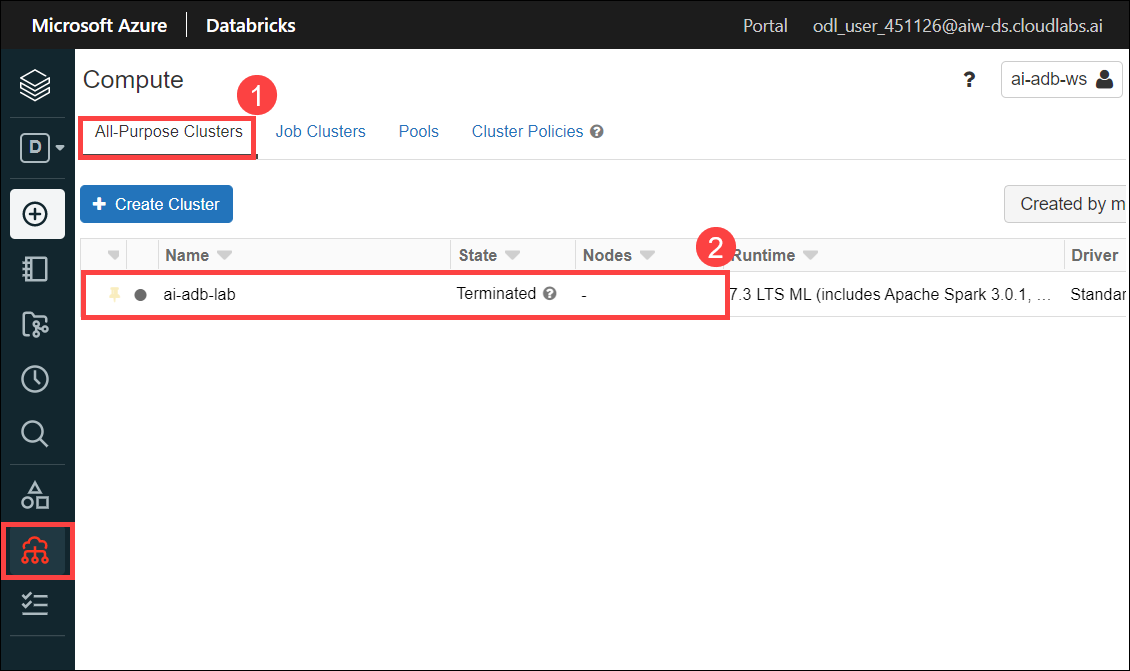 Microsoft Azure Databricks Portal odl_user_451126@aiw-ds.cloudlabs.ai
Compute ? ai-adb-ws
1
All-Purpose Clusters Job Clusters Pools Cluster Policies ?
D
+ Create Cluster Created by m
2
Name State Nodes Runtime Driver
ai-adb-lab Terminated ? - 7.3 LTS ML (includes Apache Spark 3.0.1, … Standar